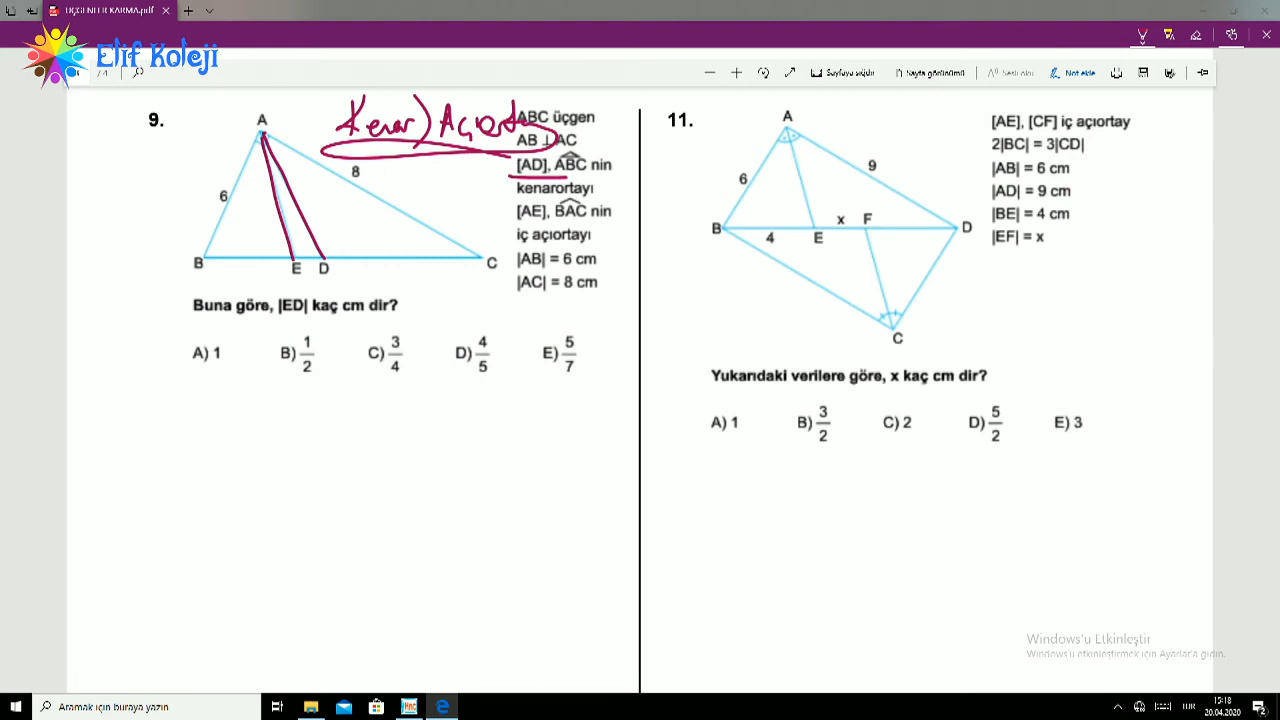 ÜÇGENLER KARMA.pdf
Elif Koleji
/ 4
Sayfaya sığdır
Sayfa görünümü
Sesli oku
Not ekle
Kenar) Açıort
9.
A
6
8
B
E
D
C
ABC üçgen
AB ⊥ AC
[AD], ABC nin
kenarortayı
[AE], BAC nin
iç açıortayı
|AB| = 6 cm
|AC| = 8 cm
Buna göre, |ED| kaç cm dir?
A) 1 B) 1/2 C) 3/4 D) 4/5 E) 5/7
11.
A
6
9
B
4
E
x
F
D
C
[AE], [CF] iç açıortay
2|BC| = 3|CD|
|AB| = 6 cm
|AD| = 9 cm
|BE| = 4 cm
|EF| = x
Yukarıdaki verilere göre, x kaç cm dir?
A) 1 B) 3/2 C) 2 D) 5/2 E) 3
Windows'u Etkinleştir
Windows'u etkinleştirmek için Ayarlar'a gidin.
Aramak için buraya yazın
15:18
20.04.2020